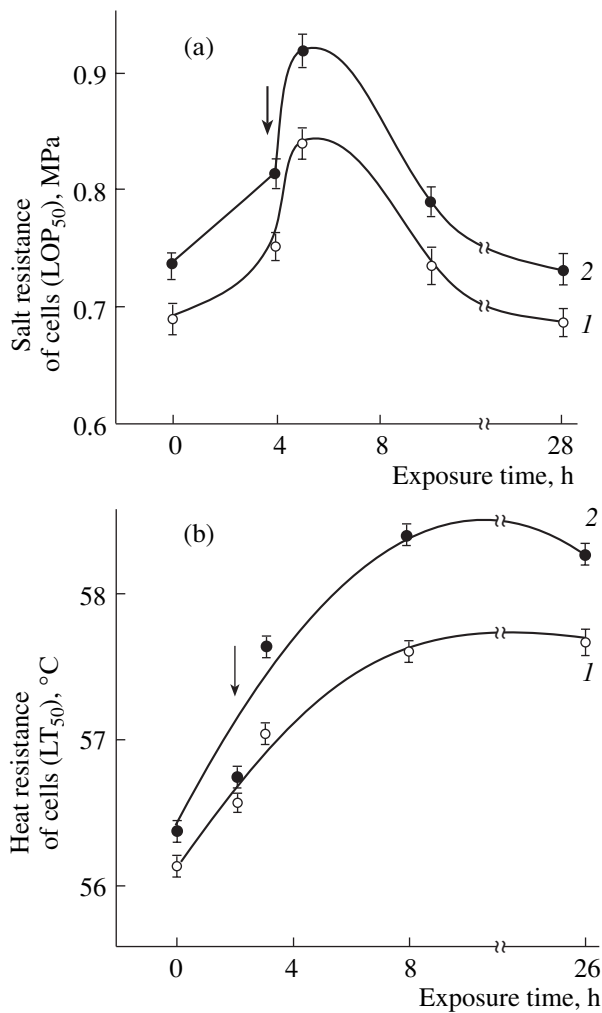 (a)
0.9
0.8
0.7
0.6
Salt resistance
of cells (LOP50), MPa
2
1
0 4 8 28
Exposure time, h
(b)
58
57
56
Heat resistance
of cells (LT50), °C
2
1
0 4 8 26
Exposure time, h